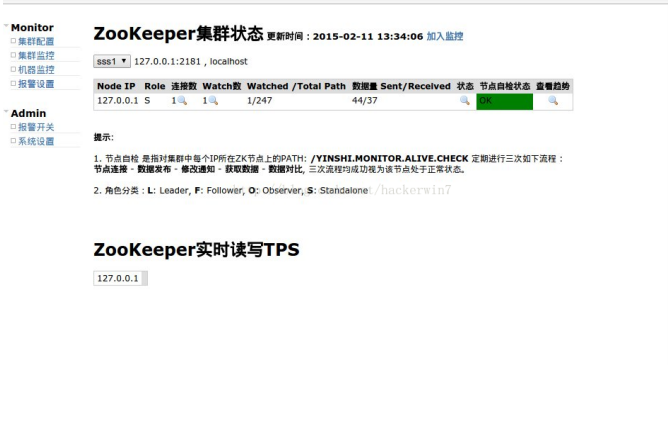 Monitor
集群配置
集群监控
机器监控
报警设置
Admin
报警开关
系统设置
ZooKeeper集群状态 更新时间：2015-02-11 13:34:06 加入监控
sss1 127.0.0.1:2181 , localhost
Node IP Role 连接数 Watch数 Watched /Total Path 数据量 Sent/Received 状态 节点自检状态 查看趋势
127.0.0.1 S 1 1 1/247 44/37 OK
提示:
1. 节点自检 是指对集群中每个IP所在ZK节点上的PATH: /YINSHI.MONITOR.ALIVE.CHECK 定期进行三次如下流程：
节点连接 - 数据发布 - 修改通知 - 获取数据 - 数据对比, 三次流程均成功视为该节点处于正常状态。
2. 角色分类：L: Leader, F: Follower, O: Observer, S: Standalone
et/hackerwin7
ZooKeeper实时读写TPS
127.0.0.1